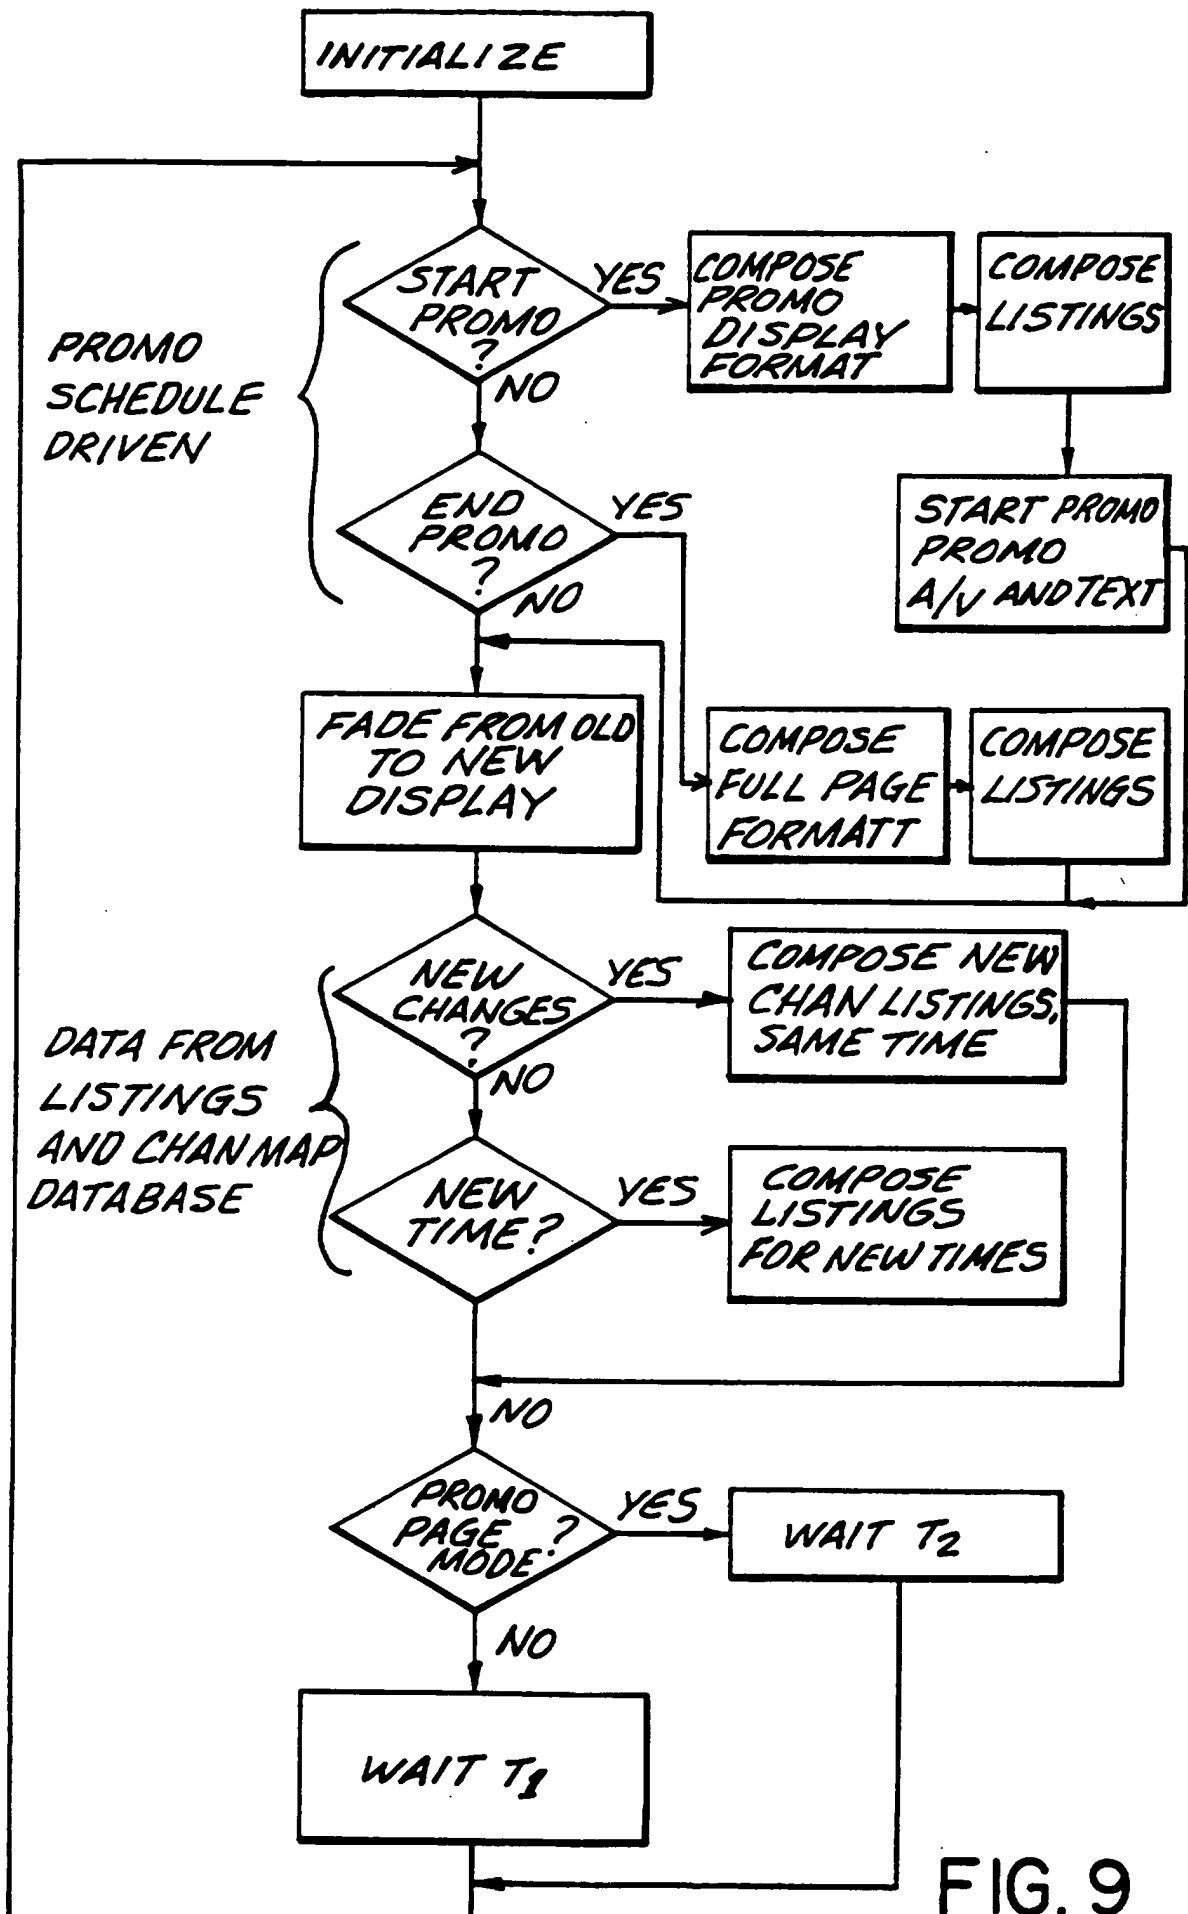 INITIALIZE
START
PROMO
?
YES
NO
COMPOSE
PROMO
DISPLAY
FORMAT
COMPOSE
LISTINGS
PROMO
SCHEDULE
DRIVEN
END
PROMO
?
YES
NO
START PROMO
PROMO
A/V AND TEXT
FADE FROM OLD
TO NEW
DISPLAY
COMPOSE
FULL PAGE
FORMATT
COMPOSE
LISTINGS
NEW
CHANGES
?
YES
NO
COMPOSE NEW
CHAN LISTINGS,
SAME TIME
DATA FROM
LISTINGS
AND CHAN MAP
DATABASE
NEW
TIME?
YES
COMPOSE
LISTINGS
FOR NEW TIMES
NO
PROMO
PAGE ?
MODE
YES
NO
WAIT T2
WAIT T1
FIG. 9